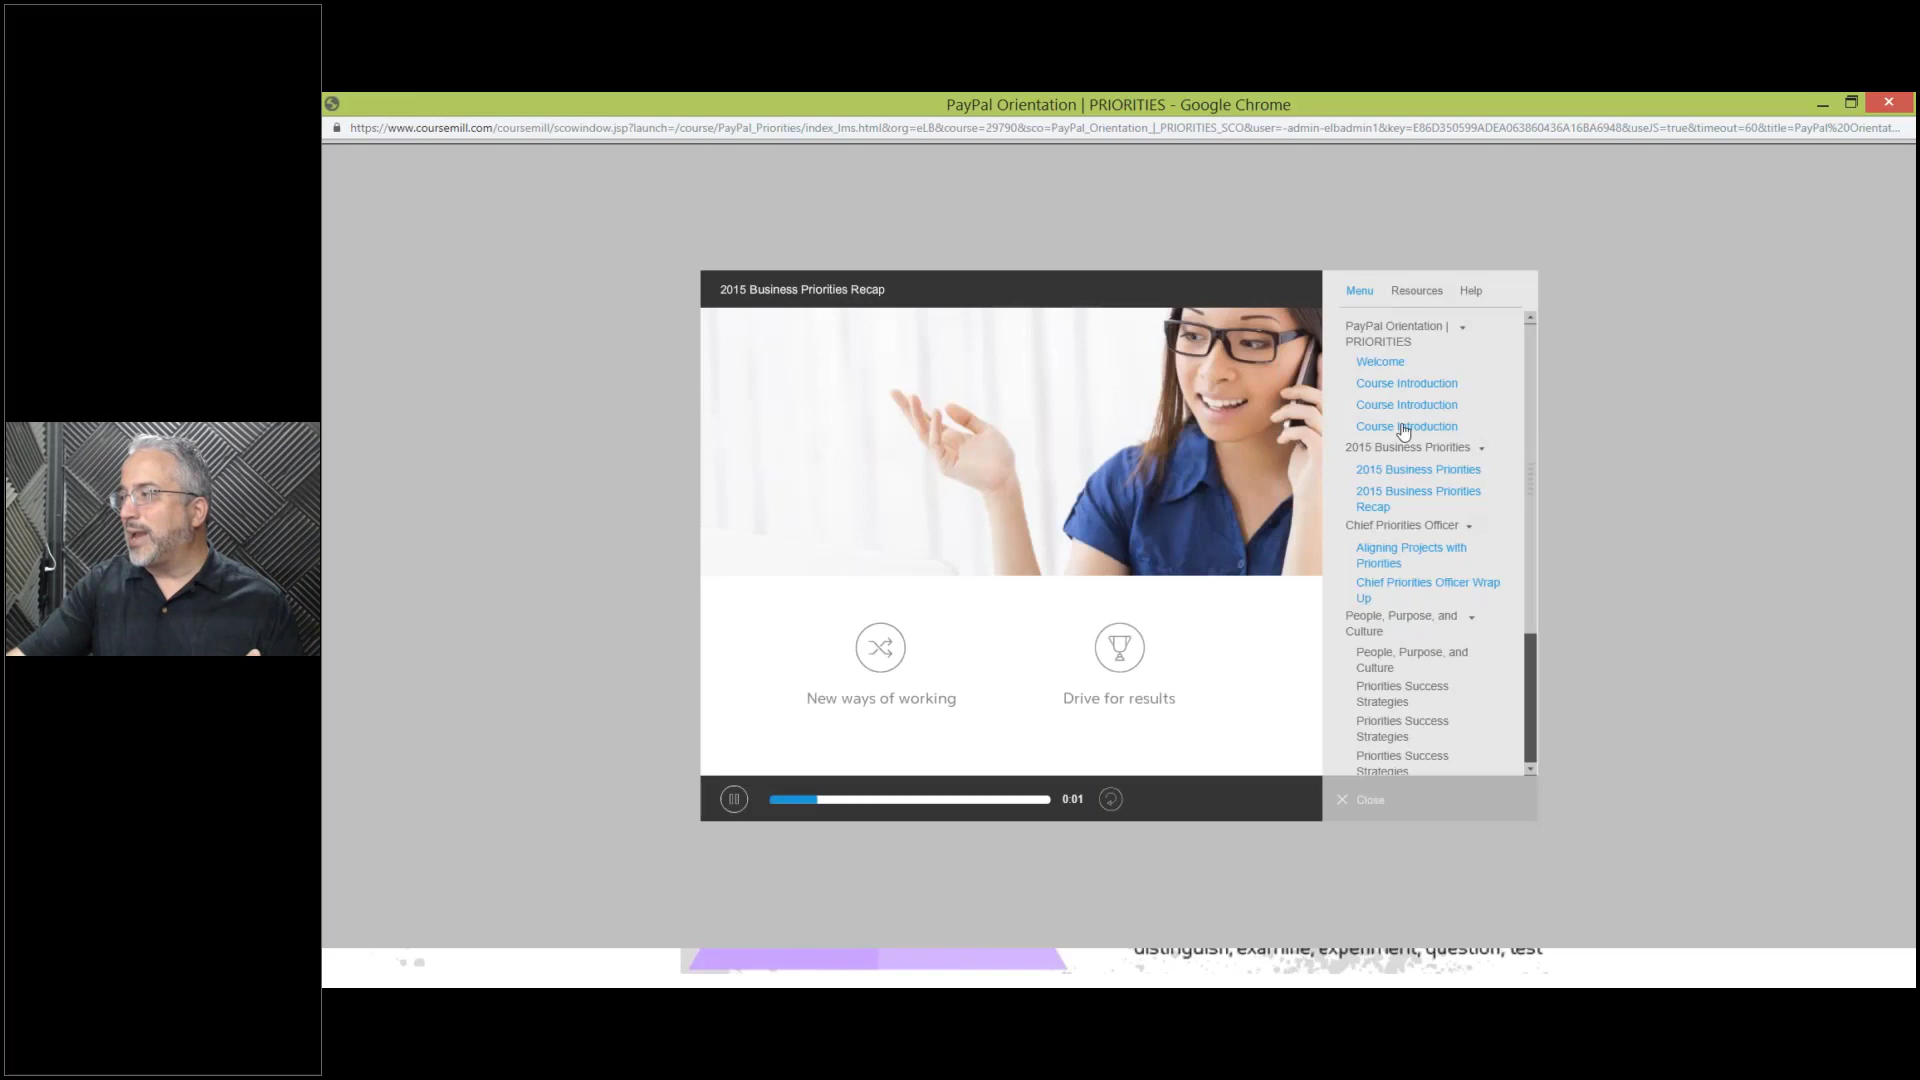 PayPal Orientation | PRIORITIES - Google Chrome
https://www.coursemill.com/coursemill/scowindow.jsp?launch=/course/PayPal_Priorities/index_lms.html&org=eLB&course=29790&sco=PayPal_Orientation_|_PRIORITIES_SCO&user=-admin-elbadmin1&key=E86D350599ADEA063860436A16BA6948&useJS=true&timeout=60&title=PayPal%20Orientat...
2015 Business Priorities Recap
Menu Resources Help
PayPal Orientation |
PRIORITIES
Welcome
Course Introduction
Course Introduction
Course Introduction
2015 Business Priorities
2015 Business Priorities
2015 Business Priorities
Recap
Chief Priorities Officer
Aligning Projects with
Priorities
Chief Priorities Officer Wrap
Up
People, Purpose, and
Culture
People, Purpose, and
Culture
Priorities Success
Strategies
Priorities Success
Strategies
Priorities Success
Strategies
New ways of working
Drive for results
0:01
Close
distinguish, examine, experiment, question, test